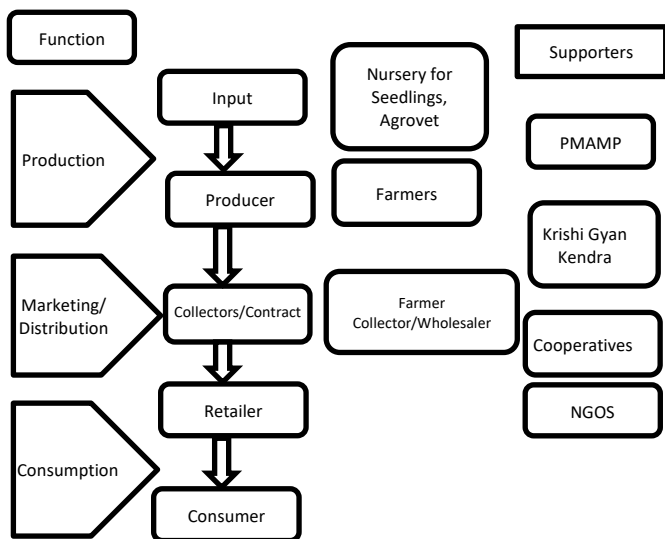 Function
Supporters
Input
Nursery for
Seedlings,
Agrovet
Production
PMAMP
Producer
Farmers
Krishi Gyan
Kendra
Marketing/
Distribution
Collectors/Contract
Farmer
Collector/Wholesaler
Cooperatives
Retailer
NGOS
Consumption
Consumer